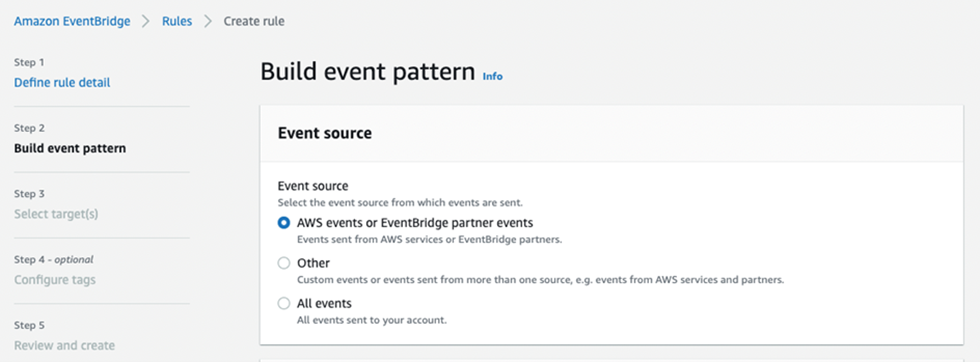 Amazon EventBridge > Rules > Create rule
Step 1
Define rule detail
Step 2
Build event pattern
Step 3
Select target(s)
Step 4 - optional
Configure tags
Step 5
Review and create
Build event pattern Info
Event source
Event source
Select the event source from which events are sent.
AWS events or EventBridge partner events
Events sent from AWS services or EventBridge partners.
Other
Custom events or events sent from more than one source, e.g. events from AWS services and partners.
All events
All events sent to your account.